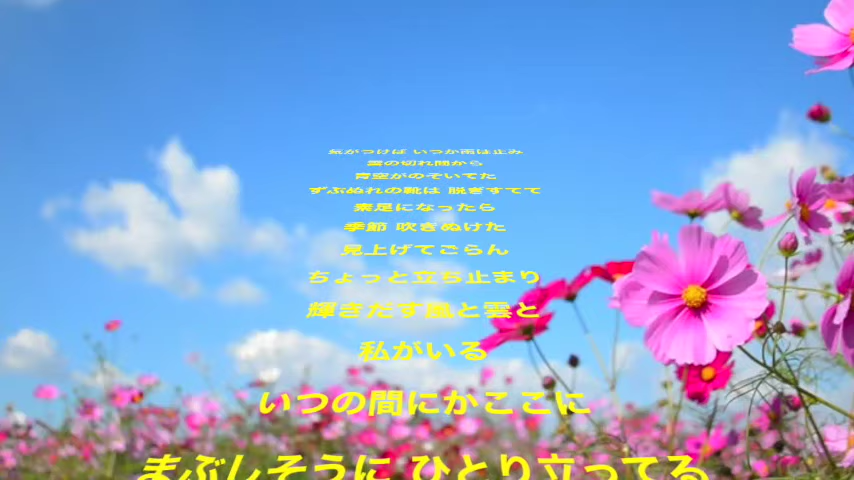 気がつけば いつか雨は止み
雲の切れ間から
青空がのぞいてた
ずぶぬれの靴は 脱ぎすてて
素足になったら
季節 吹きぬけた
見上げてごらん
ちょっと立ち止まり
輝きだす風と雲と
私がいる
いつの間にかここに
まぶしそうに ひとり立ってる